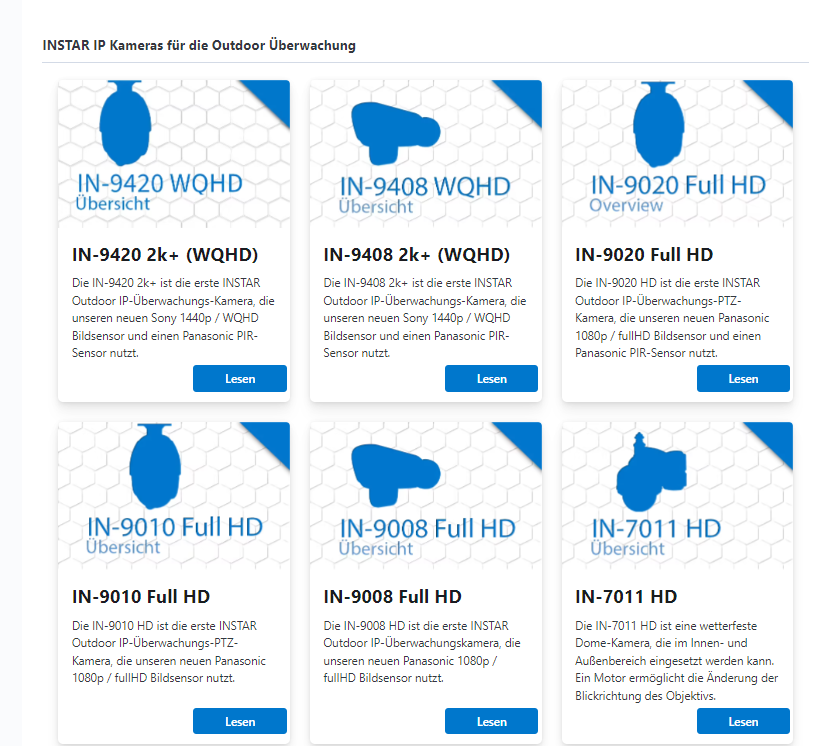 INSTAR IP Kameras für die Outdoor Überwachung
IN-9420 WQHD
Übersicht
IN-9420 2k+ (WQHD)
Die IN-9420 2k+ ist die erste INSTAR
Outdoor IP-Überwachungs-Kamera, die
unseren neuen Sony 1440p / WQHD
Bildsensor und einen Panasonic PIR-
Sensor nutzt.
Lesen
IN-9408 WQHD
Übersicht
IN-9408 2k+ (WQHD)
Die IN-9408 2k+ ist die erste INSTAR
Outdoor IP-Überwachungs-Kamera, die
unseren neuen Sony 1440p / WQHD
Bildsensor und einen Panasonic PIR-
Sensor nutzt.
Lesen
IN-9020 Full HD
Overview
IN-9020 Full HD
Die IN-9020 HD ist die erste INSTAR
Outdoor IP-Überwachungs-PTZ-
Kamera, die unseren neuen Panasonic
1080p / fullHD Bildsensor und einen
Panasonic PIR-Sensor nutzt.
Lesen
IN-9010 Full HD
Übersicht
IN-9010 Full HD
Die IN-9010 HD ist die erste INSTAR
Outdoor IP-Überwachungs-PTZ-
Kamera, die unseren neuen Panasonic
1080p / fullHD Bildsensor nutzt.
Lesen
IN-9008 Full HD
Übersicht
IN-9008 Full HD
Die IN-9008 HD ist die erste INSTAR
Outdoor IP-Überwachungskamera, die
unseren neuen Panasonic 1080p /
fullHD Bildsensor nutzt.
Lesen
IN-7011 HD
Übersicht
IN-7011 HD
Die IN-7011 HD ist eine wetterfeste
Dome-Kamera, die im Innen- und
Außenbereich eingesetzt werden kann.
Ein Motor ermöglicht die Änderung der
Blickrichtung des Objektivs.
Lesen